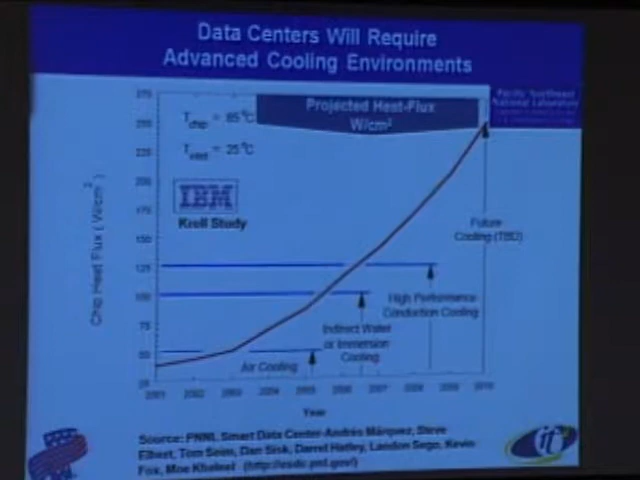 Data Centers Will Require
Advanced Cooling Environments
Pacific Northwest
National Laboratory
Projected Heat-Flux
W/cm²
T chip = 85°C
T inlet = 25°C
IBM
Kroll Study
Chip Heat Flux (W/cm²)
275
250
225
200
175
150
125
100
75
50
25
Future
Cooling (TBD)
High Performance
Conduction Cooling
Indirect Water
or Immersion
Cooling
Air Cooling
2001 2002 2003 2004 2005 2006 2007 2008 2009 2010
Year
Source: PNNL Smart Data Center-Andrés Márquez, Steve
Elbert, Tom Seim, Dan Sisk, Darrel Hatley, Landon Sego, Kevin
Fox, Moe Khaleel (http://esdc.pnl.gov/)